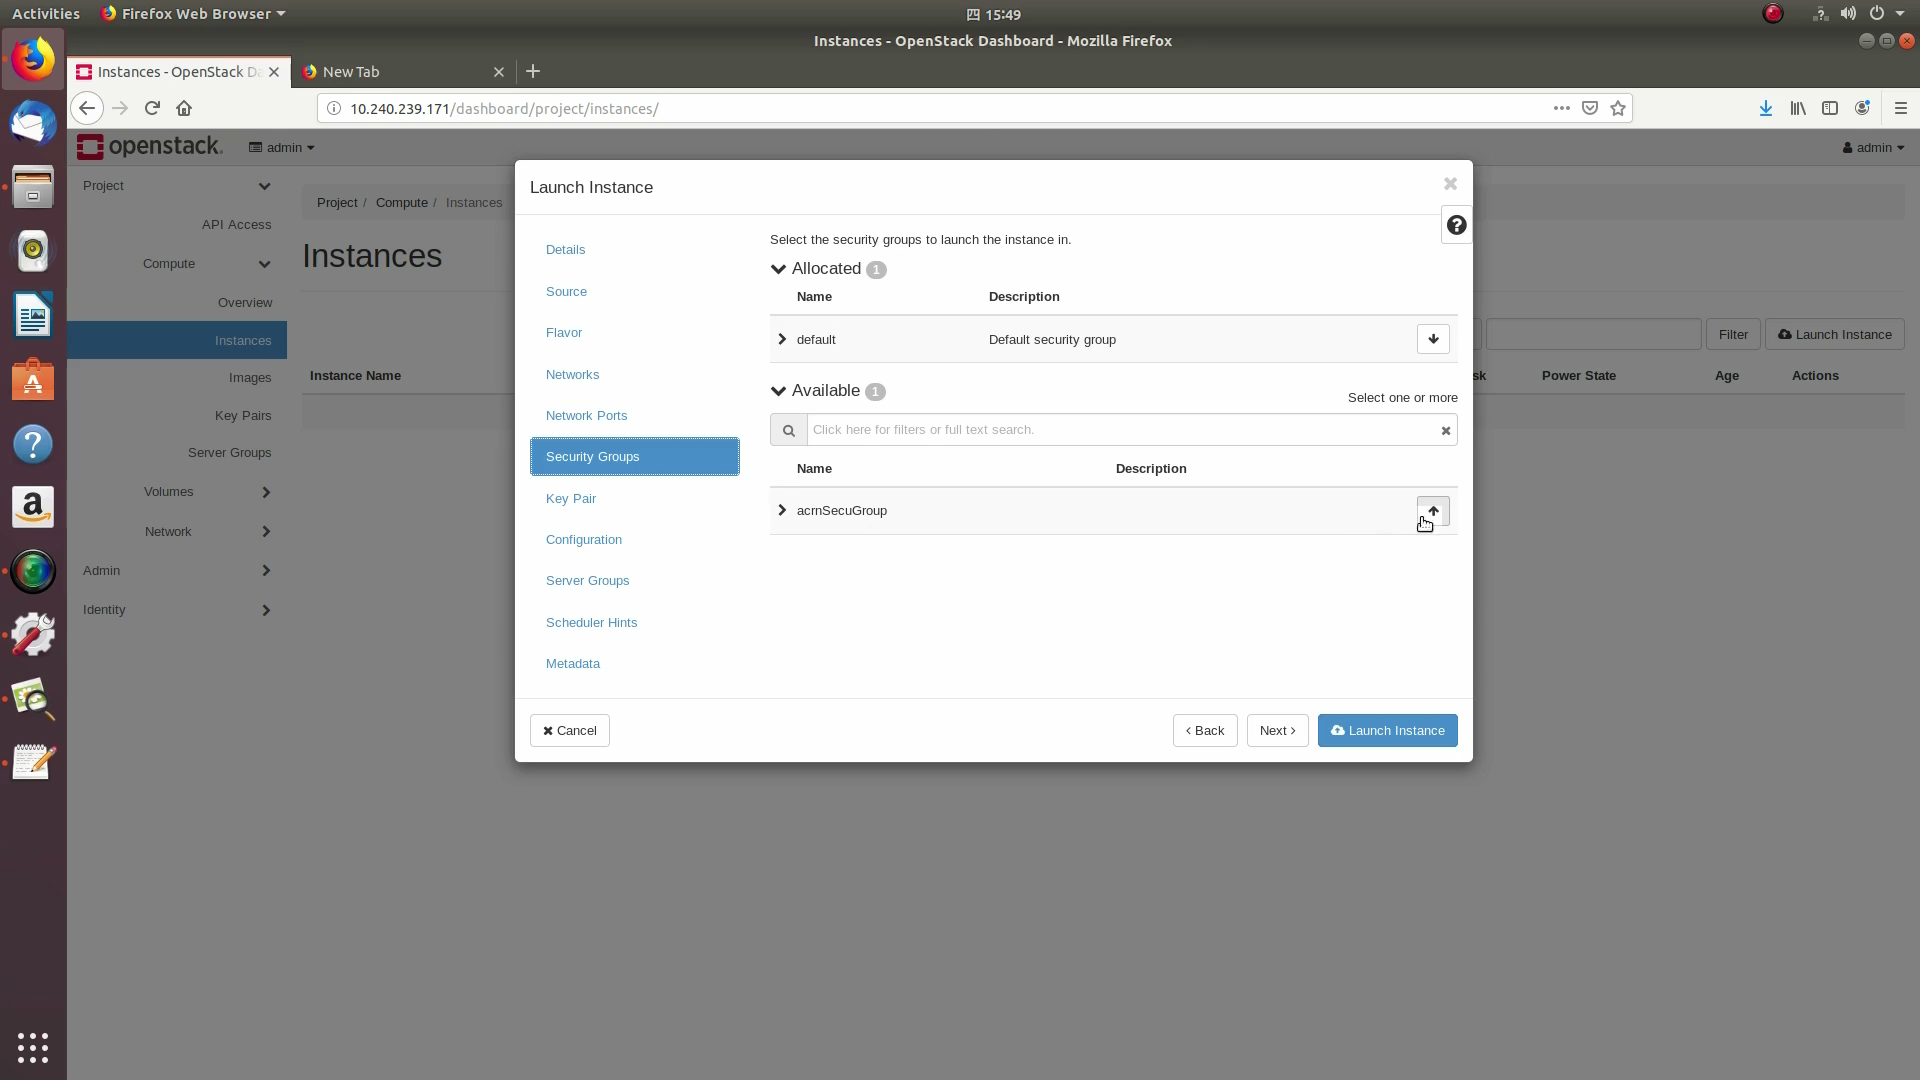 Activities Firefox Web Browser 四 15:49
Instances - OpenStack Dashboard - Mozilla Firefox
Instances - OpenStack Da New Tab
10.240.239.171/dashboard/project/instances/
openstack. admin admin
Project
API Access
Compute
Overview
Instances
Images
Key Pairs
Server Groups
Volumes
Network
Admin
Identity
Project / Compute / Instances
Instances
Filter Launch Instance
Instance Name sk Power State Age Actions
Launch Instance
Details
Source
Flavor
Networks
Network Ports
Security Groups
Key Pair
Configuration
Server Groups
Scheduler Hints
Metadata
Select the security groups to launch the instance in.
Allocated 1
Name Description
default Default security group
Available 1
Select one or more
Click here for filters or full text search.
Name Description
acrnSecuGroup
Cancel < Back Next > Launch Instance